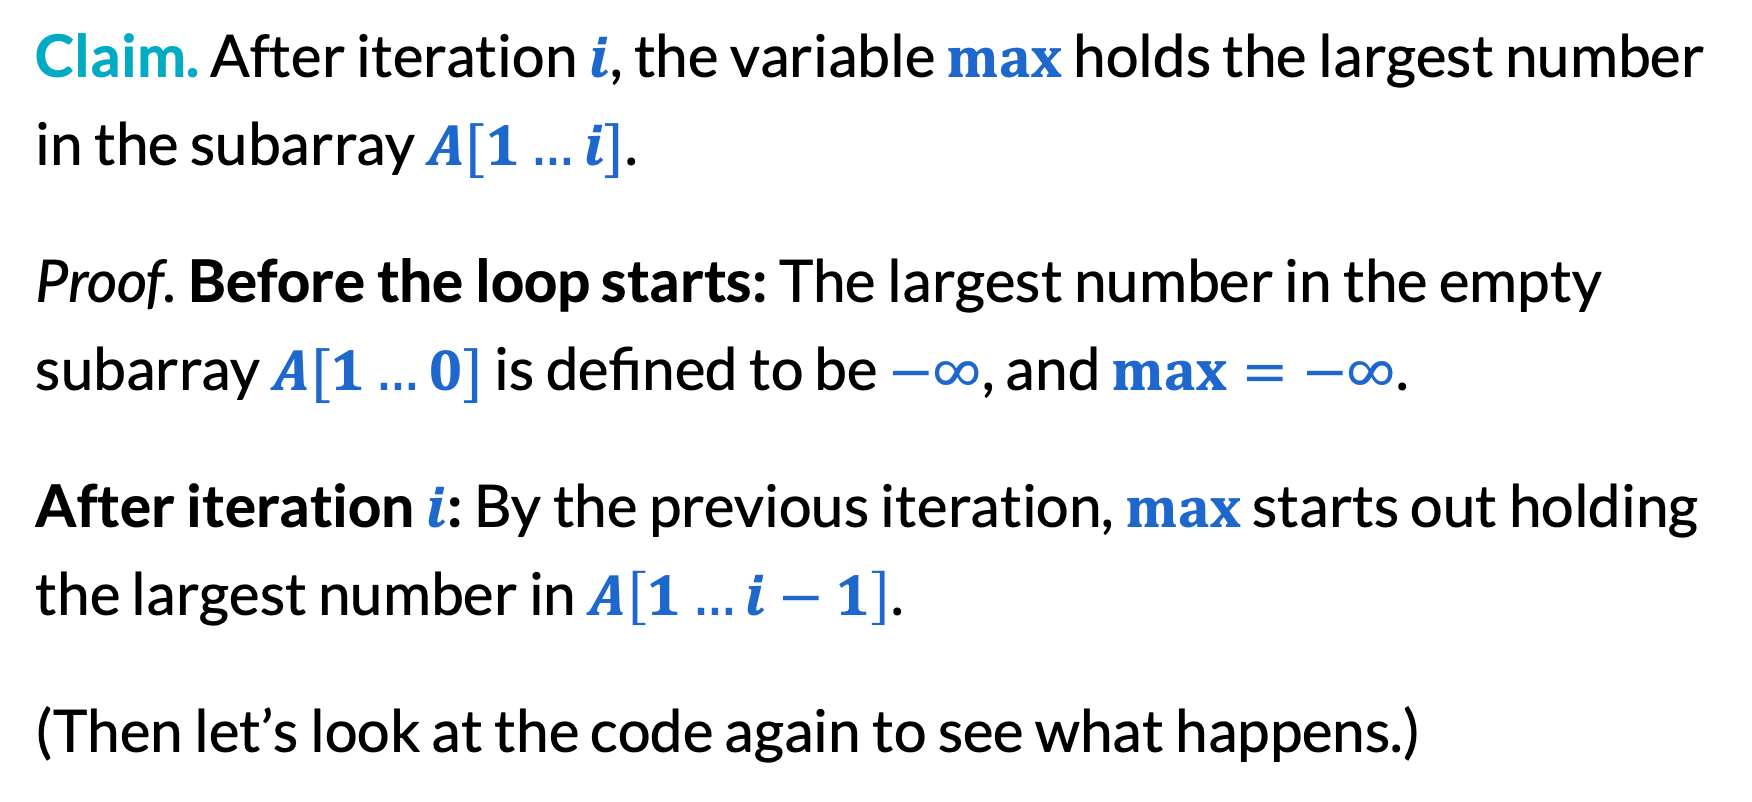 Claim. After iteration i, the variable max holds the largest number
in the subarray A[1 … i].
Proof. Before the loop starts: The largest number in the empty
subarray A[1 … 0] is defined to be −∞, and max = −∞.
After iteration i: By the previous iteration, max starts out holding
the largest number in A[1 … i − 1].
(Then let’s look at the code again to see what happens.)